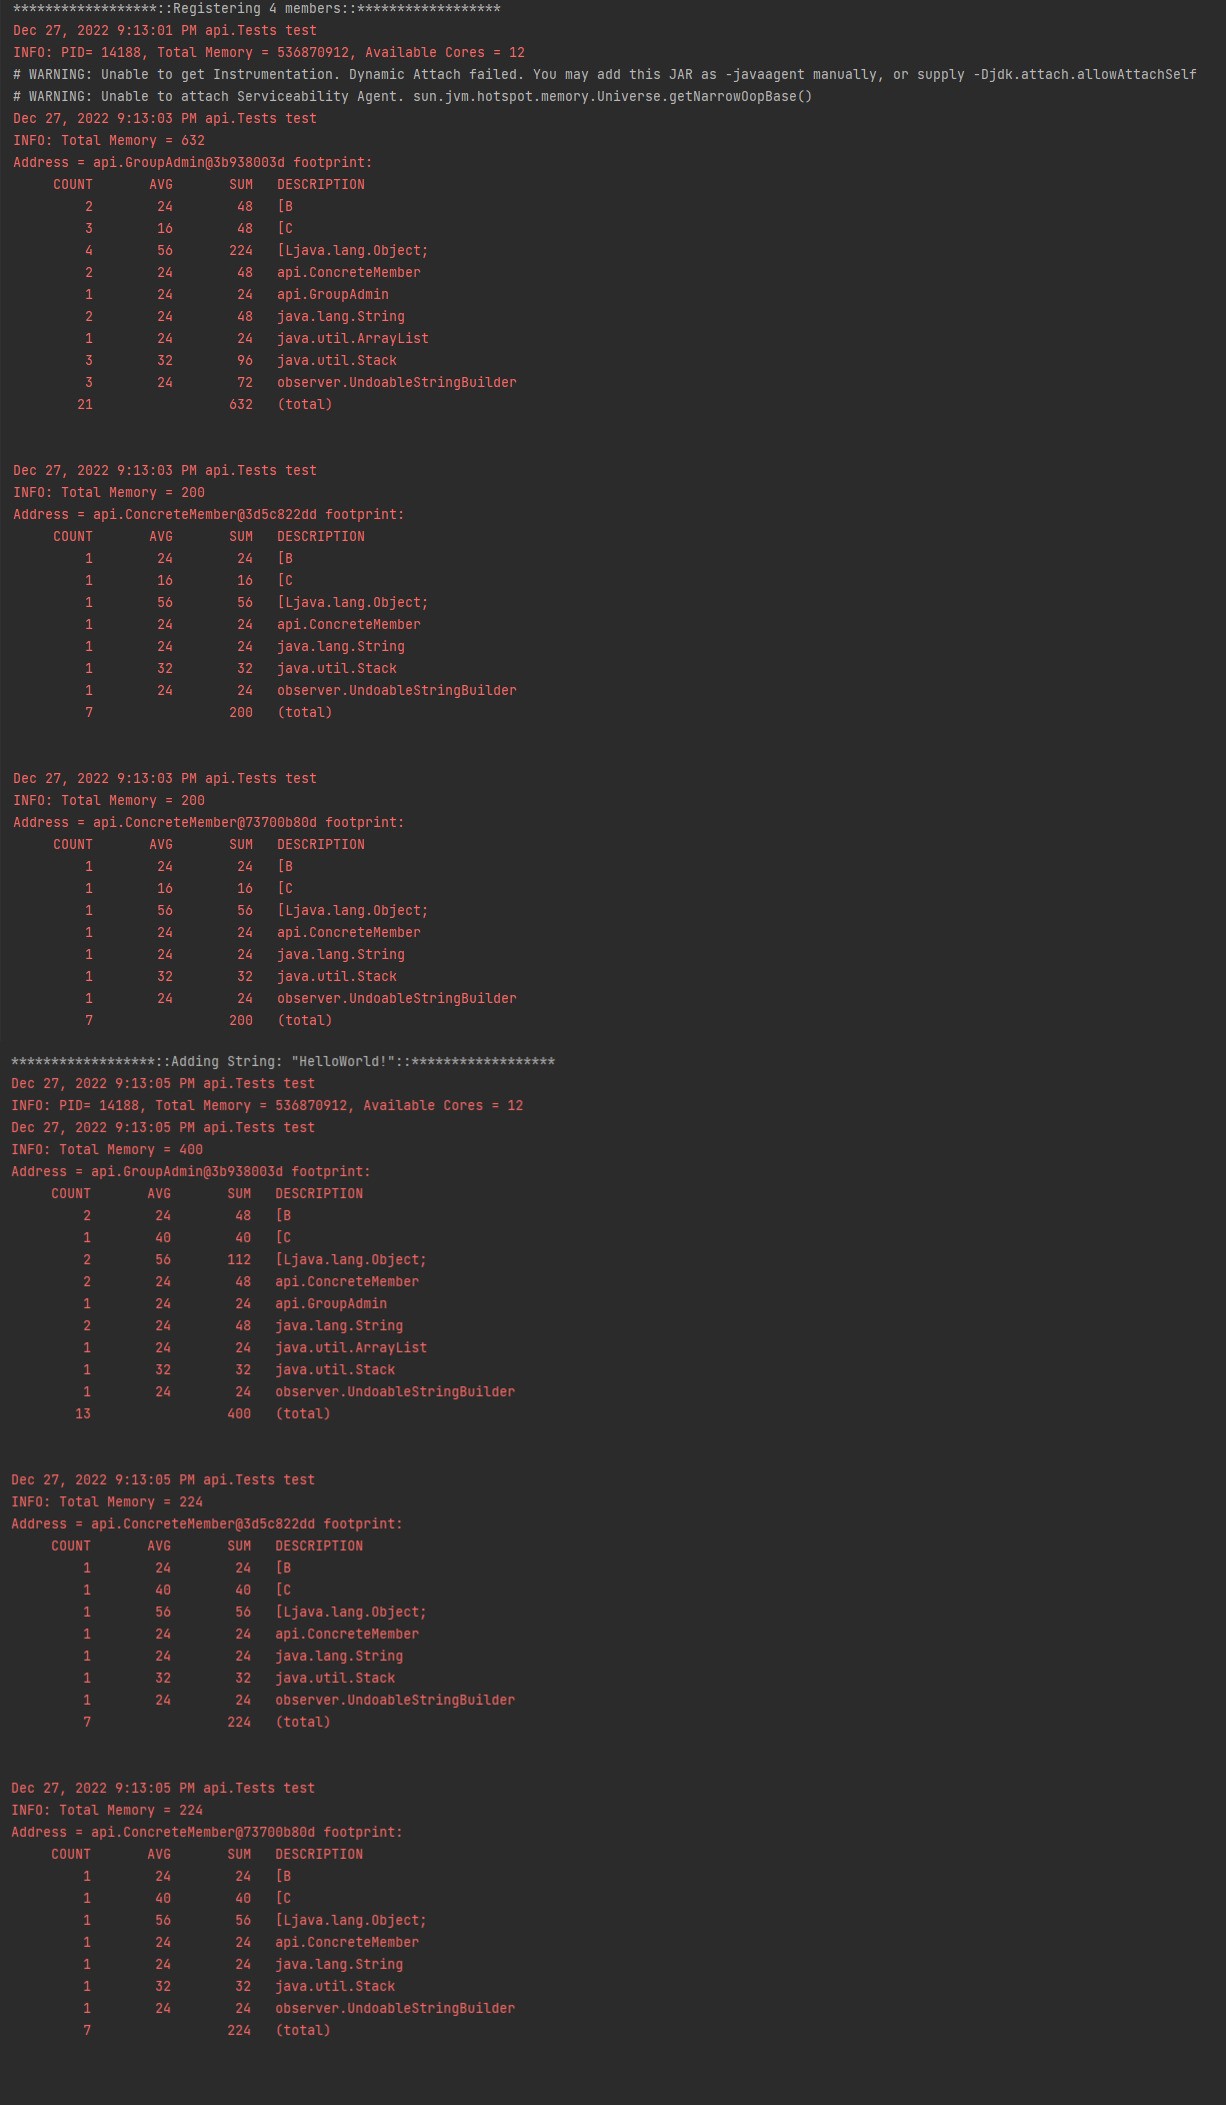 ******************::Registering 4 members::******************
Dec 27, 2022 9:13:01 PM api.Tests test
INFO: PID= 14188, Total Memory = 536870912, Available Cores = 12
# WARNING: Unable to get Instrumentation. Dynamic Attach failed. You may add this JAR as -javaagent manually, or supply -Djdk.attach.allowAttachSelf
# WARNING: Unable to attach Serviceability Agent. sun.jvm.hotspot.memory.Universe.getNarrowOopBase()
Dec 27, 2022 9:13:03 PM api.Tests test
INFO: Total Memory = 632
Address = api.GroupAdmin@3b938003d footprint:
     COUNT       AVG       SUM   DESCRIPTION
         2        24        48   [B
         3        16        48   [C
         4        56       224   [Ljava.lang.Object;
         2        24        48   api.ConcreteMember
         1        24        24   api.GroupAdmin
         2        24        48   java.lang.String
         1        24        24   java.util.ArrayList
         3        32        96   java.util.Stack
         3        24        72   observer.UndoableStringBuilder
        21                 632   (total)
Dec 27, 2022 9:13:03 PM api.Tests test
INFO: Total Memory = 200
Address = api.ConcreteMember@3d5c822dd footprint:
     COUNT       AVG       SUM   DESCRIPTION
         1        24        24   [B
         1        16        16   [C
         1        56        56   [Ljava.lang.Object;
         1        24        24   api.ConcreteMember
         1        24        24   java.lang.String
         1        32        32   java.util.Stack
         1        24        24   observer.UndoableStringBuilder
         7                 200   (total)
Dec 27, 2022 9:13:03 PM api.Tests test
INFO: Total Memory = 200
Address = api.ConcreteMember@73700b80d footprint:
     COUNT       AVG       SUM   DESCRIPTION
         1        24        24   [B
         1        16        16   [C
         1        56        56   [Ljava.lang.Object;
         1        24        24   api.ConcreteMember
         1        24        24   java.lang.String
         1        32        32   java.util.Stack
         1        24        24   observer.UndoableStringBuilder
         7                 200   (total)
******************::Adding String: "HelloWorld!"::******************
Dec 27, 2022 9:13:05 PM api.Tests test
INFO: PID= 14188, Total Memory = 536870912, Available Cores = 12
Dec 27, 2022 9:13:05 PM api.Tests test
INFO: Total Memory = 400
Address = api.GroupAdmin@3b938003d footprint:
     COUNT       AVG       SUM   DESCRIPTION
         2        24        48   [B
         1        40        40   [C
         2        56       112   [Ljava.lang.Object;
         2        24        48   api.ConcreteMember
         1        24        24   api.GroupAdmin
         2        24        48   java.lang.String
         1        24        24   java.util.ArrayList
         1        32        32   java.util.Stack
         1        24        24   observer.UndoableStringBuilder
        13                 400   (total)
Dec 27, 2022 9:13:05 PM api.Tests test
INFO: Total Memory = 224
Address = api.ConcreteMember@3d5c822dd footprint:
     COUNT       AVG       SUM   DESCRIPTION
         1        24        24   [B
         1        40        40   [C
         1        56        56   [Ljava.lang.Object;
         1        24        24   api.ConcreteMember
         1        24        24   java.lang.String
         1        32        32   java.util.Stack
         1        24        24   observer.UndoableStringBuilder
         7                 224   (total)
Dec 27, 2022 9:13:05 PM api.Tests test
INFO: Total Memory = 224
Address = api.ConcreteMember@73700b80d footprint:
     COUNT       AVG       SUM   DESCRIPTION
         1        24        24   [B
         1        40        40   [C
         1        56        56   [Ljava.lang.Object;
         1        24        24   api.ConcreteMember
         1        24        24   java.lang.String
         1        32        32   java.util.Stack
         1        24        24   observer.UndoableStringBuilder
         7                 224   (total)